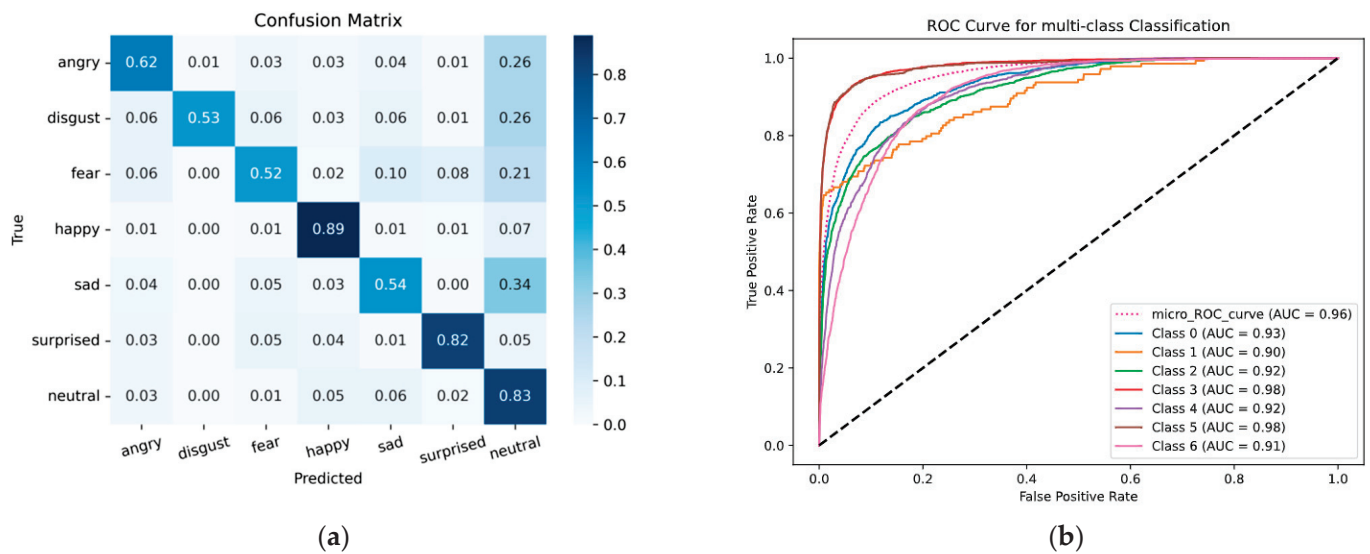 Confusion Matrix
True
angry 0.62 0.01 0.03 0.03 0.04 0.01 0.26
disgust 0.06 0.53 0.06 0.03 0.06 0.01 0.26
fear 0.06 0.00 0.52 0.02 0.10 0.08 0.21
happy 0.01 0.00 0.01 0.89 0.01 0.01 0.07
sad 0.04 0.00 0.05 0.03 0.54 0.00 0.34
surprised 0.03 0.00 0.05 0.04 0.01 0.82 0.05
neutral 0.03 0.00 0.01 0.05 0.06 0.02 0.83
angry disgust fear happy sad surprised neutral
Predicted
0.8
0.7
0.6
0.5
0.4
0.3
0.2
0.1
0.0
(a)
ROC Curve for multi-class Classification
True Positive Rate
1.0
0.8
0.6
0.4
0.2
0.0
micro_ROC_curve (AUC = 0.96)
Class 0 (AUC = 0.93)
Class 1 (AUC = 0.90)
Class 2 (AUC = 0.92)
Class 3 (AUC = 0.98)
Class 4 (AUC = 0.92)
Class 5 (AUC = 0.98)
Class 6 (AUC = 0.91)
0.0 0.2 0.4 0.6 0.8 1.0
False Positive Rate
(b)